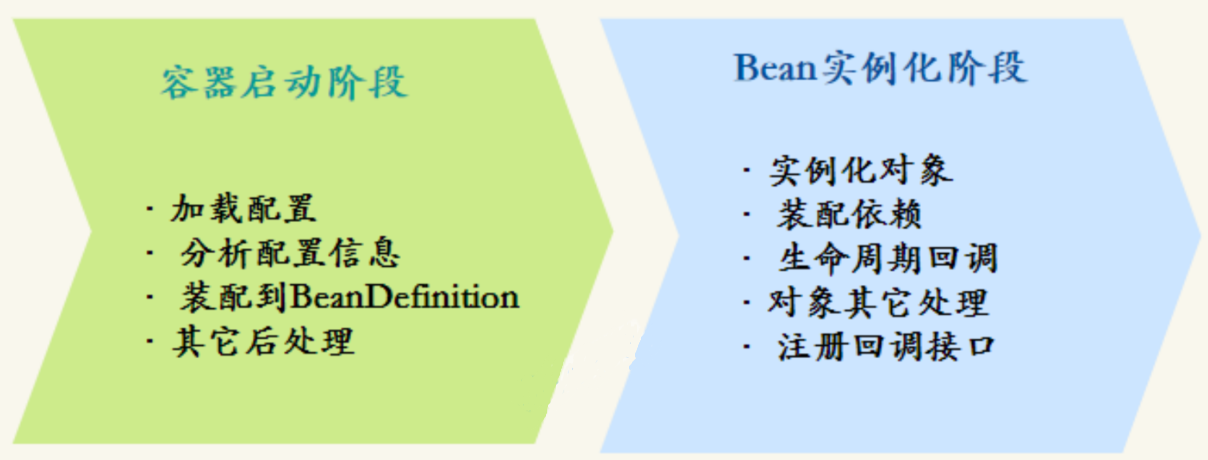 容器启动阶段
· 加载配置
· 分析配置信息
· 装配到BeanDefinition
· 其它后处理
Bean实例化阶段
· 实例化对象
· 装配依赖
· 生命周期回调
· 对象其它处理
· 注册回调接口